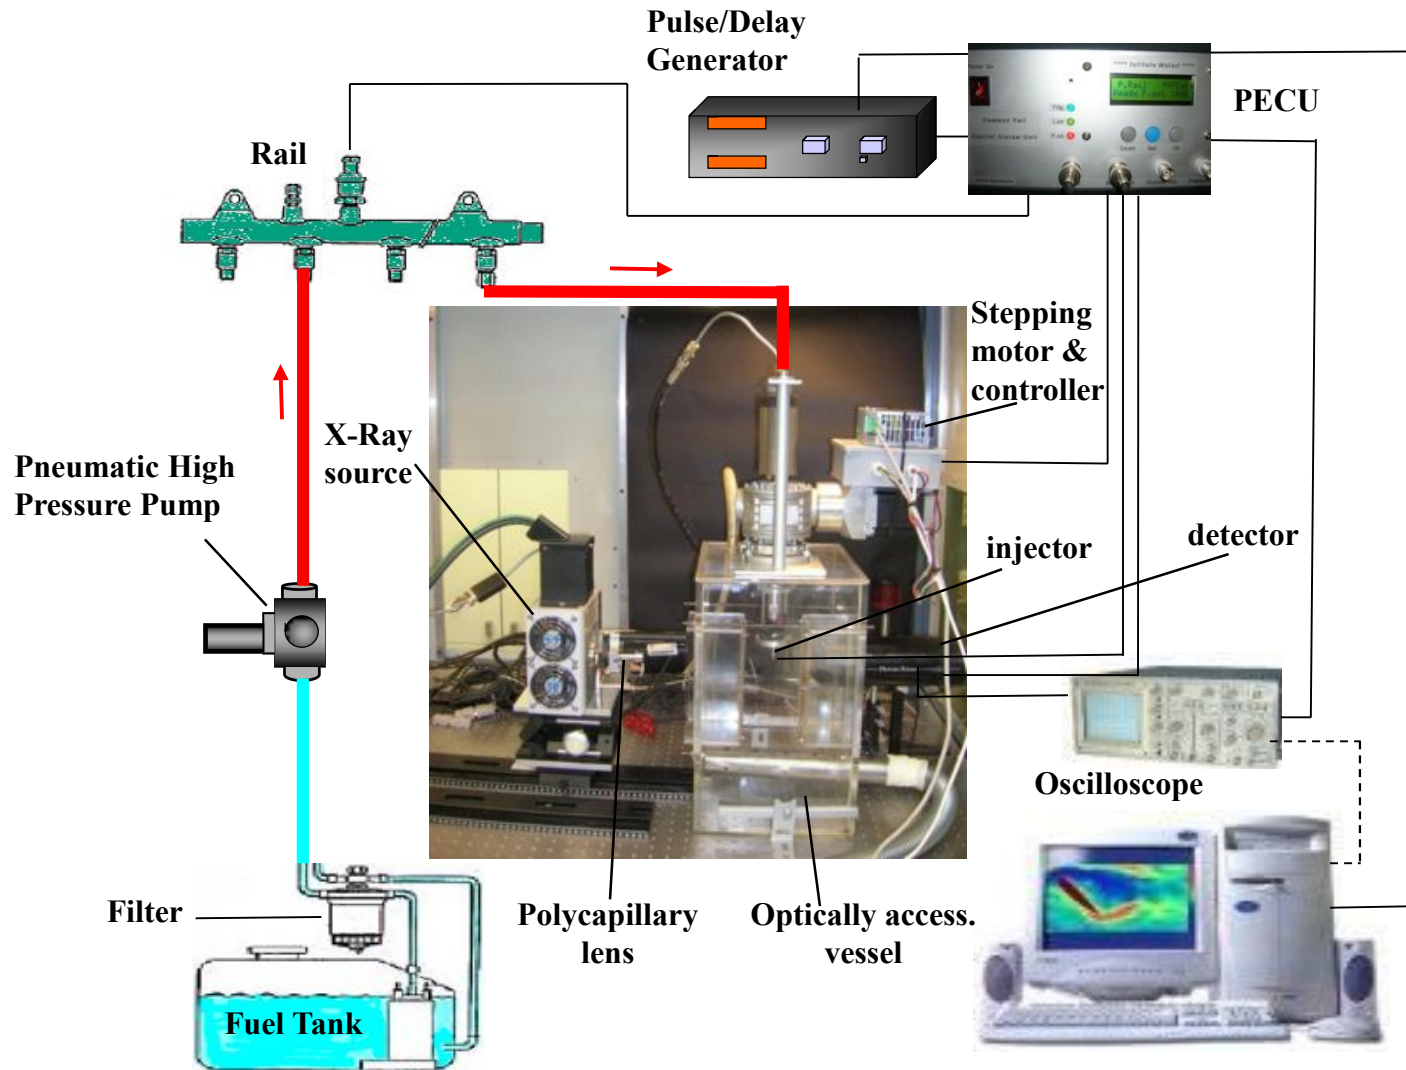 Pulse/Delay
Generator
PECU
Rail
Stepping
motor &
controller
X-Ray
source
Pneumatic High
Pressure Pump
injector
detector
Oscilloscope
Filter
Polycapillary
lens
Optically access.
vessel
Fuel Tank